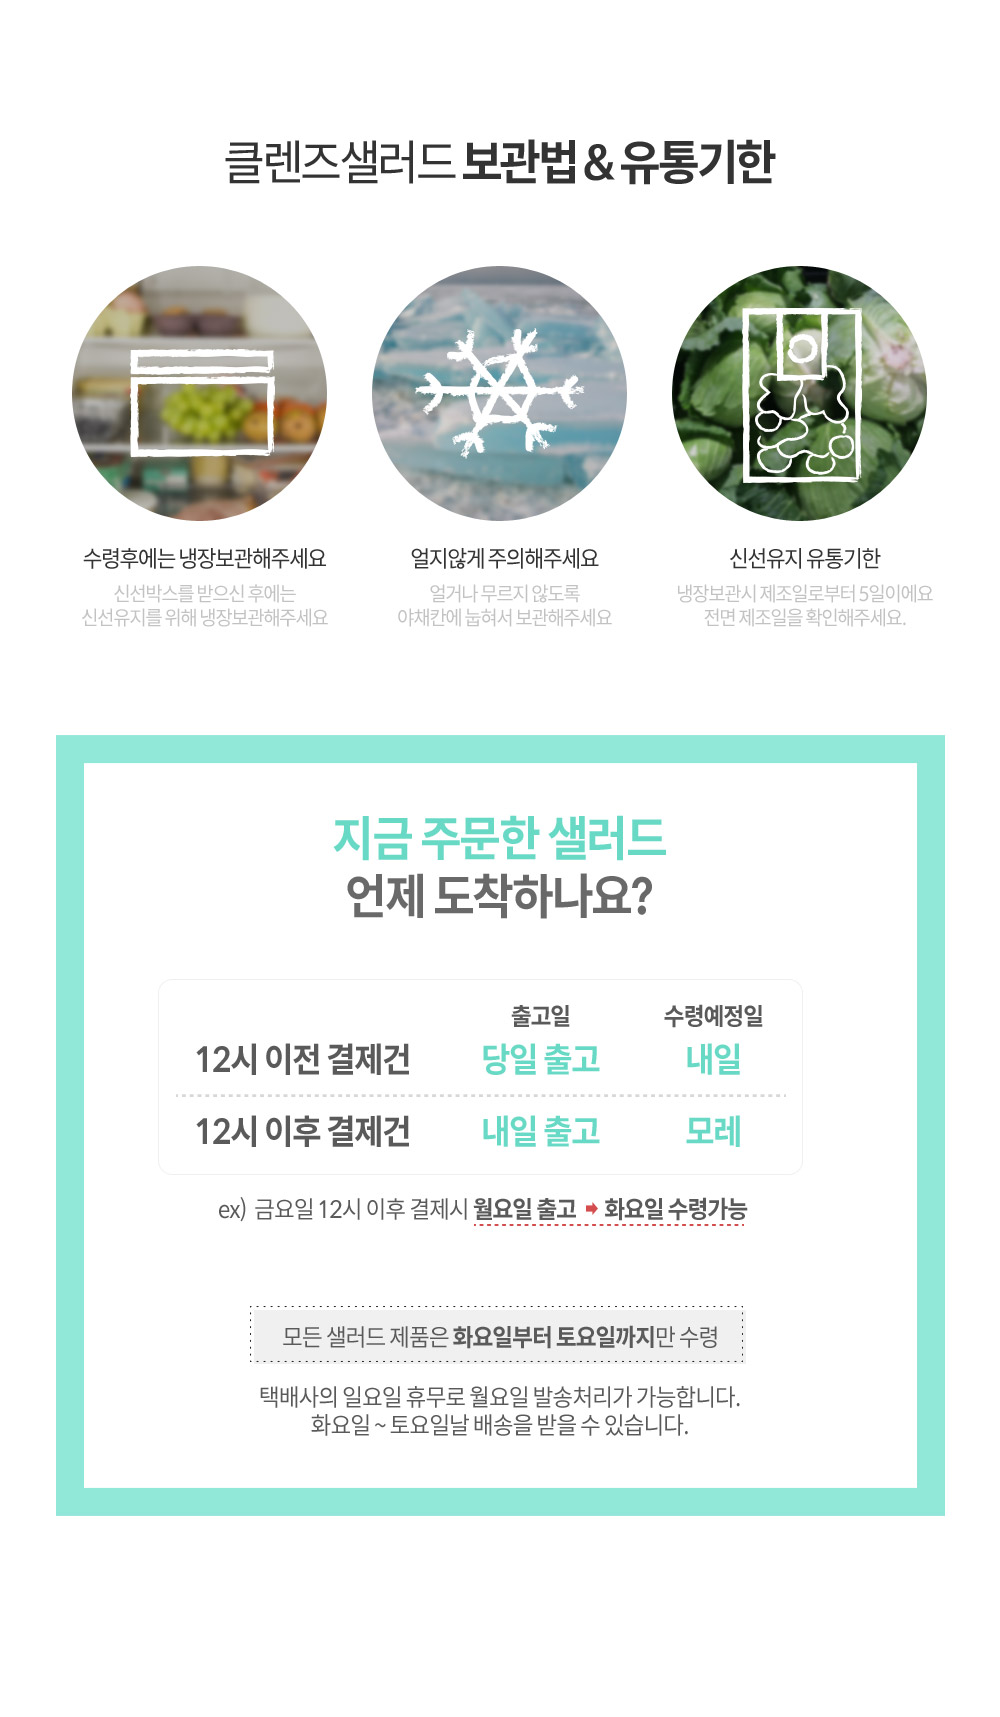 클렌즈샐러드 보관법 & 유통기한
수령후에는 냉장보관해주세요
신선박스를 받으신 후에는
신선유지를 위해 냉장보관해주세요
얼지않게 주의해주세요
얼거나 무르지 않도록
야채칸에 눕혀서 보관해주세요
신선유지 유통기한
냉장보관시 제조일로부터 5일이에요
전면 제조일을 확인해주세요.
지금 주문한 샐러드
언제 도착하나요?
출고일 수령예정일
12시 이전 결제건 당일 출고 내일
12시 이후 결제건 내일 출고 모레
ex) 금요일 12시 이후 결제시 월요일 출고 ➡ 화요일 수령가능
모든 샐러드 제품은 화요일부터 토요일까지만 수령
택배사의 일요일 휴무로 월요일 발송처리가 가능합니다.
화요일 ~ 토요일날 배송을 받을 수 있습니다.